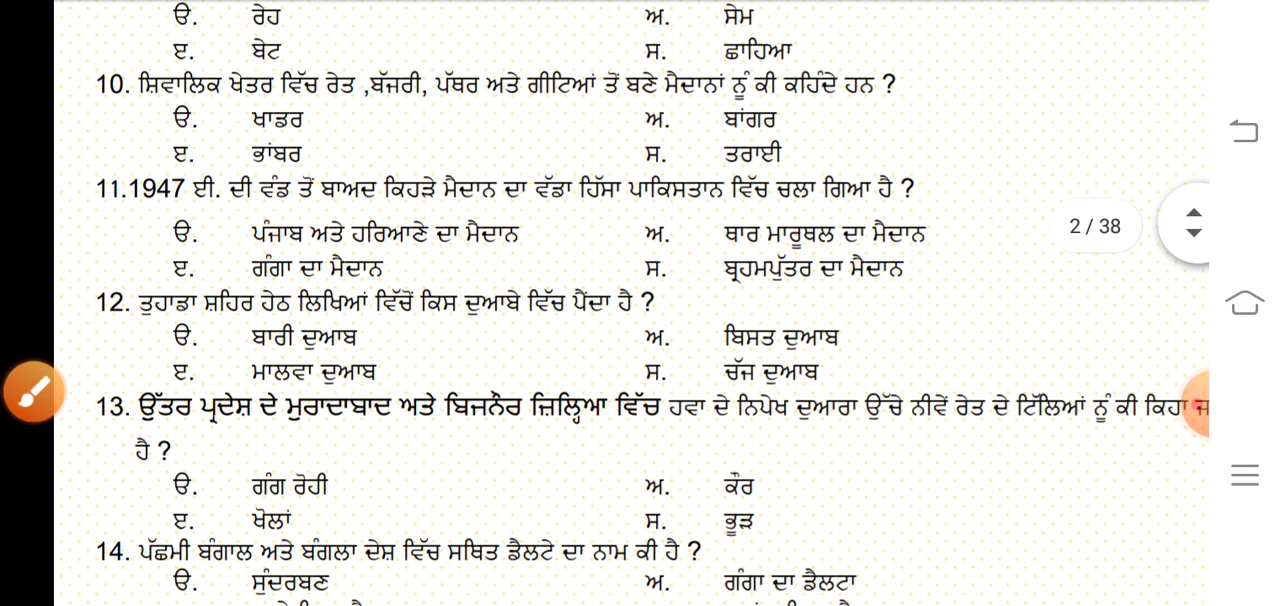 ੳ. ਰੇਹ ਅ. ਸੇਮ
ੲ. ਬੇਟ ਸ. ਛਾਹਿਆ
10. ਸ਼ਿਵਾਲਿਕ ਖੇਤਰ ਵਿੱਚ ਰੇਤ ,ਬੱਜਰੀ, ਪੱਥਰ ਅਤੇ ਗੀਟਿਆਂ ਤੋਂ ਬਣੇ ਮੈਦਾਨਾਂ ਨੂੰ ਕੀ ਕਹਿੰਦੇ ਹਨ ?
ੳ. ਖਾਡਰ ਅ. ਬਾਂਗਰ
ੲ. ਭਾਂਬਰ ਸ. ਤਰਾਈ
11.1947 ਈ. ਦੀ ਵੰਡ ਤੋਂ ਬਾਅਦ ਕਿਹੜੇ ਮੈਦਾਨ ਦਾ ਵੱਡਾ ਹਿੱਸਾ ਪਾਕਿਸਤਾਨ ਵਿੱਚ ਚਲਾ ਗਿਆ ਹੈ ?
ੳ. ਪੰਜਾਬ ਅਤੇ ਹਰਿਆਣੇ ਦਾ ਮੈਦਾਨ ਅ. ਥਾਰ ਮਾਰੂਥਲ ਦਾ ਮੈਦਾਨ
2 / 38
ੲ. ਗੰਗਾ ਦਾ ਮੈਦਾਨ ਸ. ਬ੍ਰਹਮਪੁੱਤਰ ਦਾ ਮੈਦਾਨ
12. ਤੁਹਾਡਾ ਸ਼ਹਿਰ ਹੇਠ ਲਿਖਿਆਂ ਵਿੱਚੋਂ ਕਿਸ ਦੁਆਬੇ ਵਿੱਚ ਪੈਂਦਾ ਹੈ ?
ੳ. ਬਾਰੀ ਦੁਆਬ ਅ. ਬਿਸਤ ਦੁਆਬ
ੲ. ਮਾਲਵਾ ਦੁਆਬ ਸ. ਚੱਜ ਦੁਆਬ
13. ਉੱਤਰ ਪ੍ਰਦੇਸ਼ ਦੇ ਮੁਰਾਦਾਬਾਦ ਅਤੇ ਬਿਜਨੌਰ ਜ਼ਿਲ੍ਹਿਆ ਵਿੱਚ ਹਵਾ ਦੇ ਨਿਪੇਖ ਦੁਆਰਾ ਉੱਚੇ ਨੀਵੇਂ ਰੇਤ ਦੇ ਟਿੱਲਿਆਂ ਨੂੰ ਕੀ ਕਿਹਾ
ਹੈ ?
ੳ. ਗੰਗ ਰੋਹੀ ਅ. ਕੌਰ
ੲ. ਖੋਲਾਂ ਸ. ਭੂੜ
14. ਪੱਛਮੀ ਬੰਗਾਲ ਅਤੇ ਬੰਗਲਾ ਦੇਸ਼ ਵਿੱਚ ਸਥਿਤ ਡੈਲਟੇ ਦਾ ਨਾਮ ਕੀ ਹੈ ?
ੳ. ਸੁੰਦਰਬਣ ਅ. ਗੰਗਾ ਦਾ ਡੈਲਟਾ